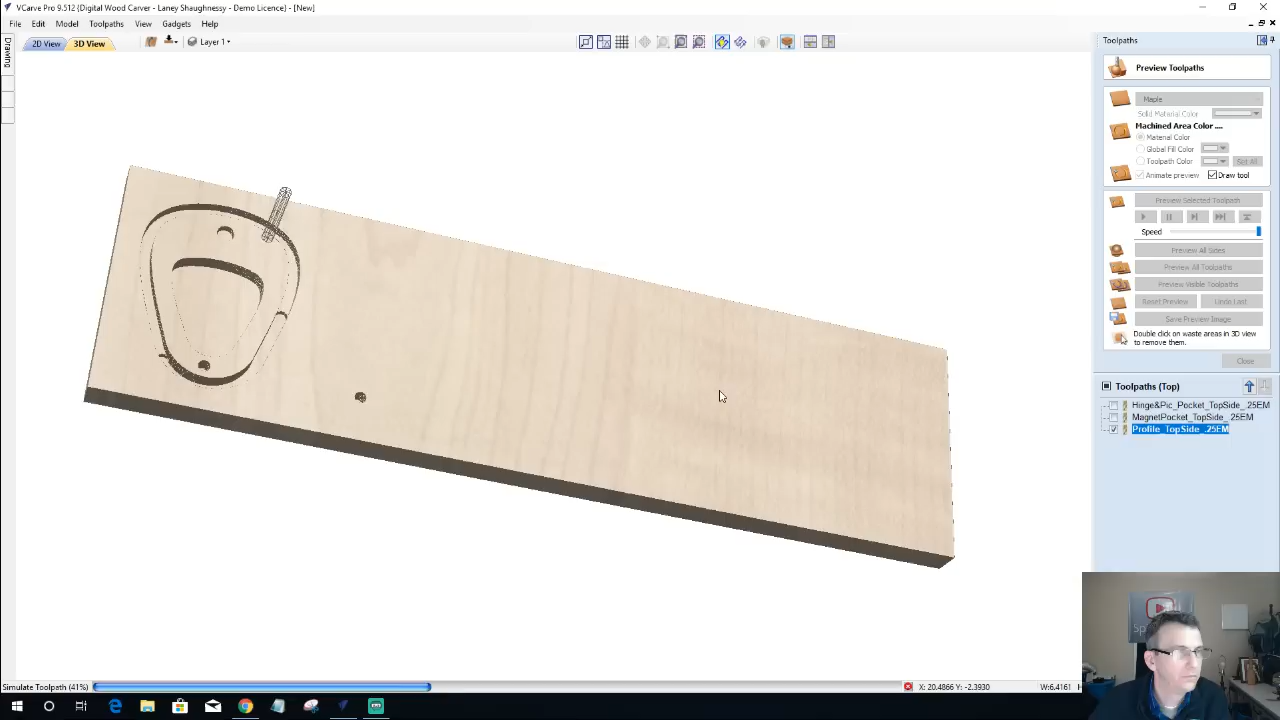 VCarve Pro 9.512 {Digital Wood Carver - Laney Shaughnessy - Demo Licence} - [New]
File Edit Model Toolpaths View Gadgets Help
2D View 3D View Layer 1
Drawing
Toolpaths
Preview Toolpaths
Maple
Solid Material Color
Machined Area Color ....
Material Color
Global Fill Color
Toolpath Color Set All
Animate preview Draw tool
Preview Selected Toolpath
Speed
Preview All Sides
Preview All Toolpaths
Preview Visible Toolpaths
Reset Preview Undo Last
Save Preview Image
Double click on waste areas in 3D view
to remove them.
Close
Toolpaths (Top)
Hinge&Pic_Pocket_TopSide_.25EM
MagnetPocket_TopSide_.25EM
Profile_TopSide_.25EM
Simulate Toolpath (41%) X: 20.4866 Y: -2.3930 W:6.4161 H